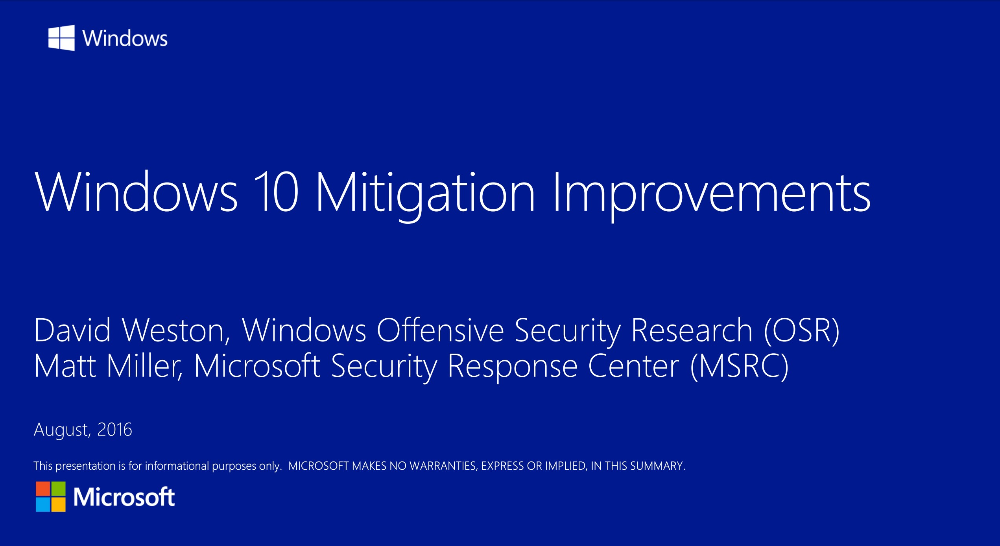 Windows
Windows 10 Mitigation Improvements
David Weston, Windows Offensive Security Research (OSR)
Matt Miller, Microsoft Security Response Center (MSRC)
August, 2016
This presentation is for informational purposes only.  MICROSOFT MAKES NO WARRANTIES, EXPRESS OR IMPLIED, IN THIS SUMMARY.
Microsoft